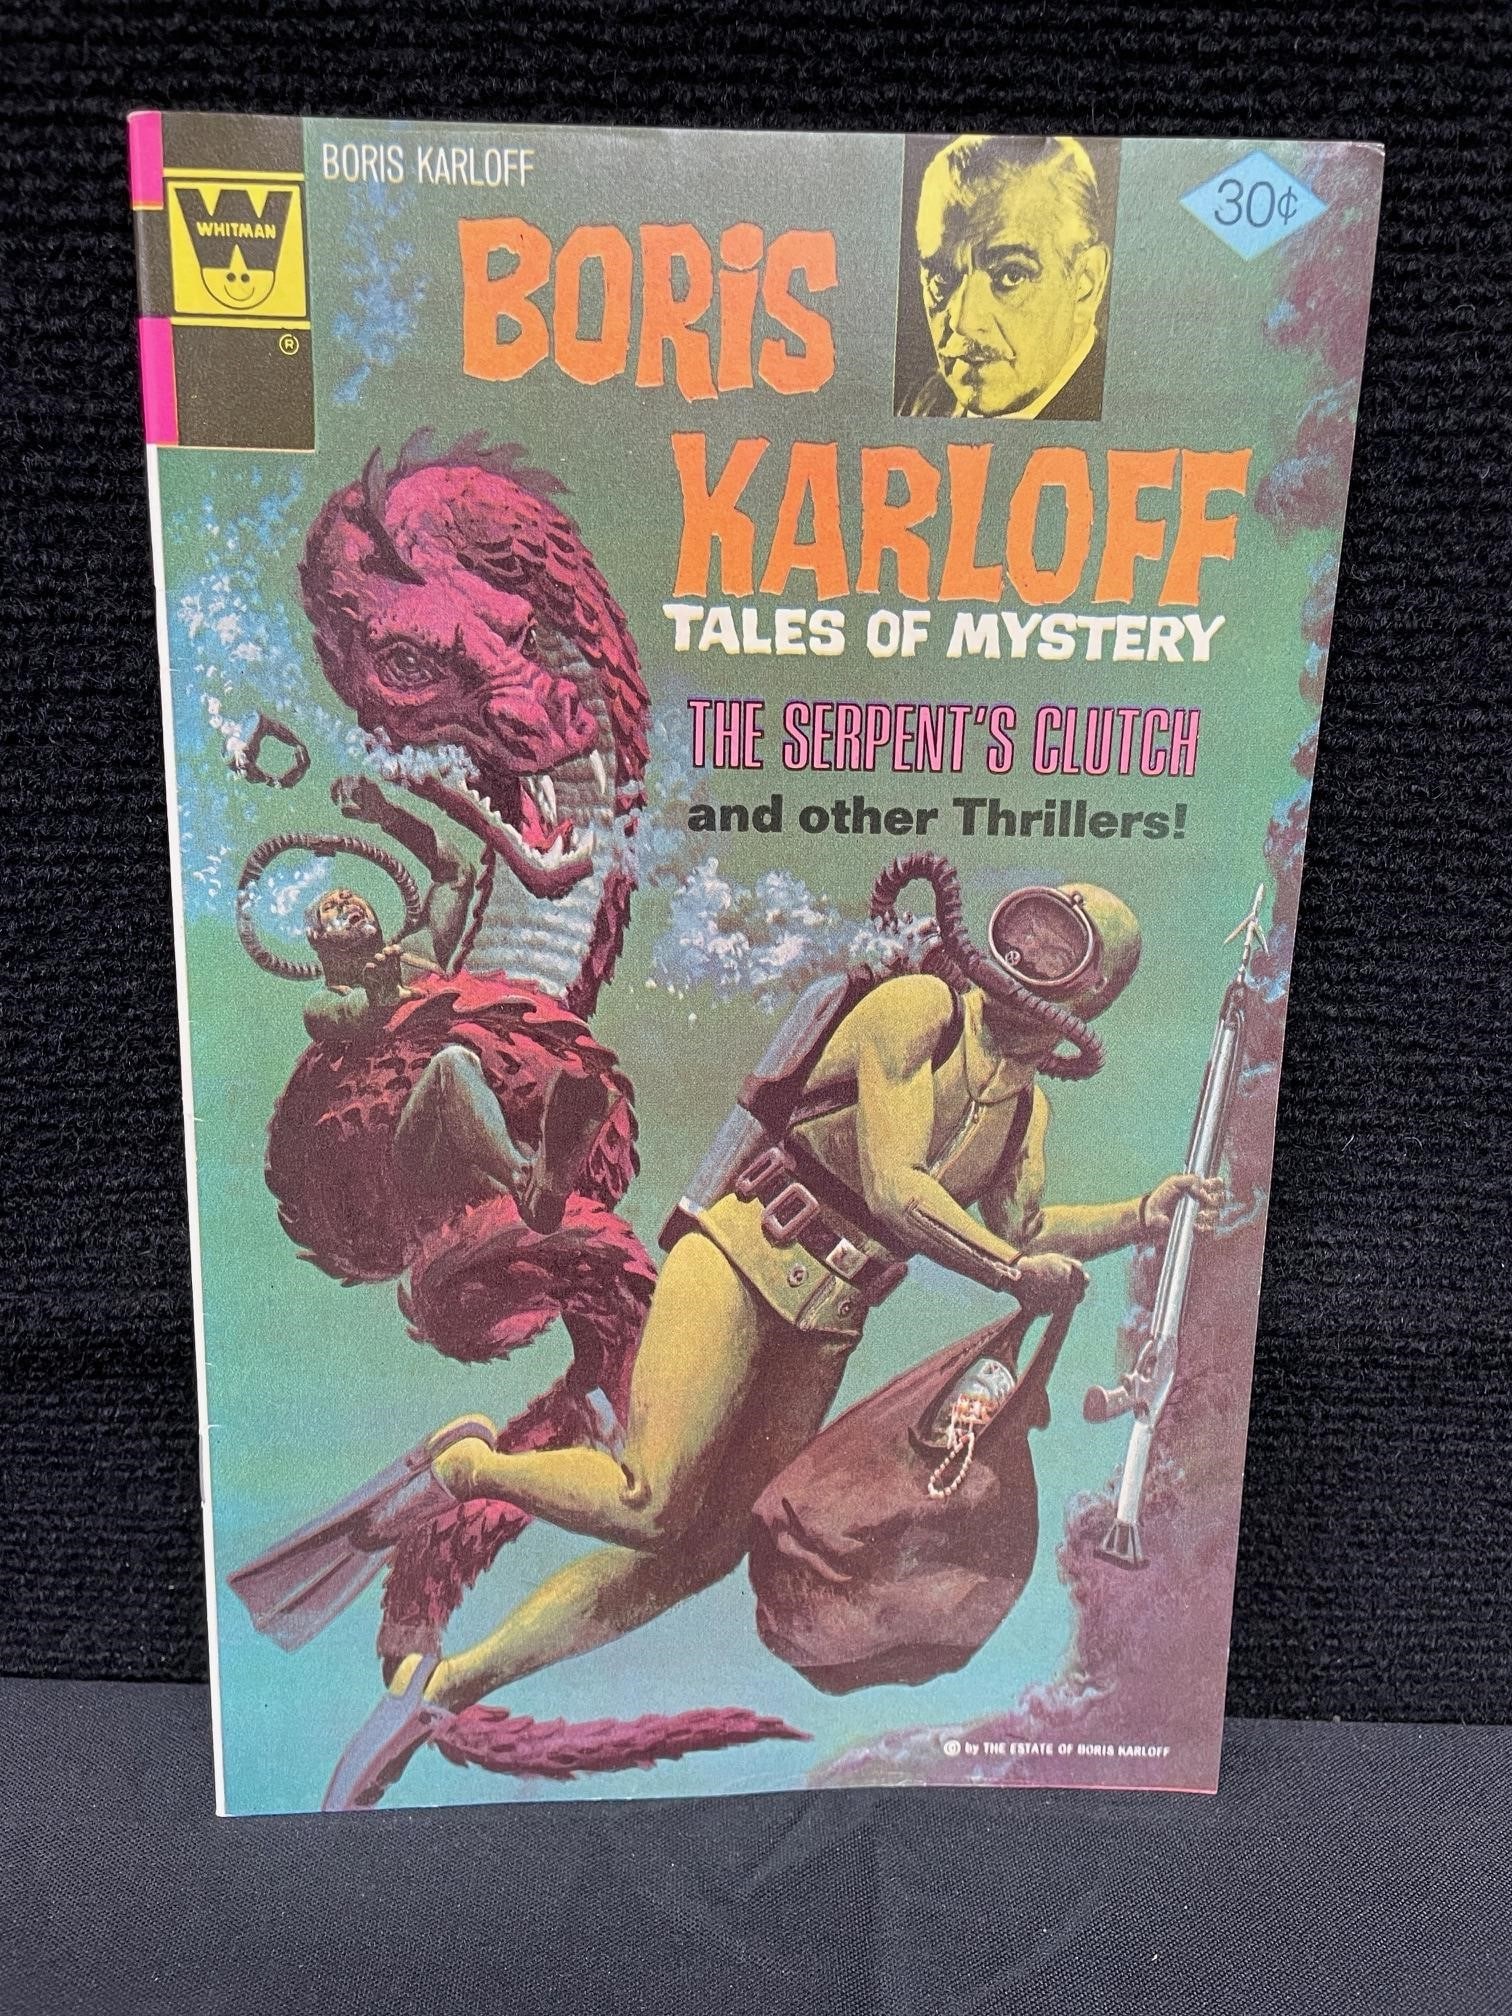 BORIS KARLOFF
WHITMAN
®
30¢
BORiS
KARLOFF
TALES OF MYSTERY
THE SERPENT'S CLUTCH
and other Thrillers!
© by THE ESTATE OF BORIS KARLOFF